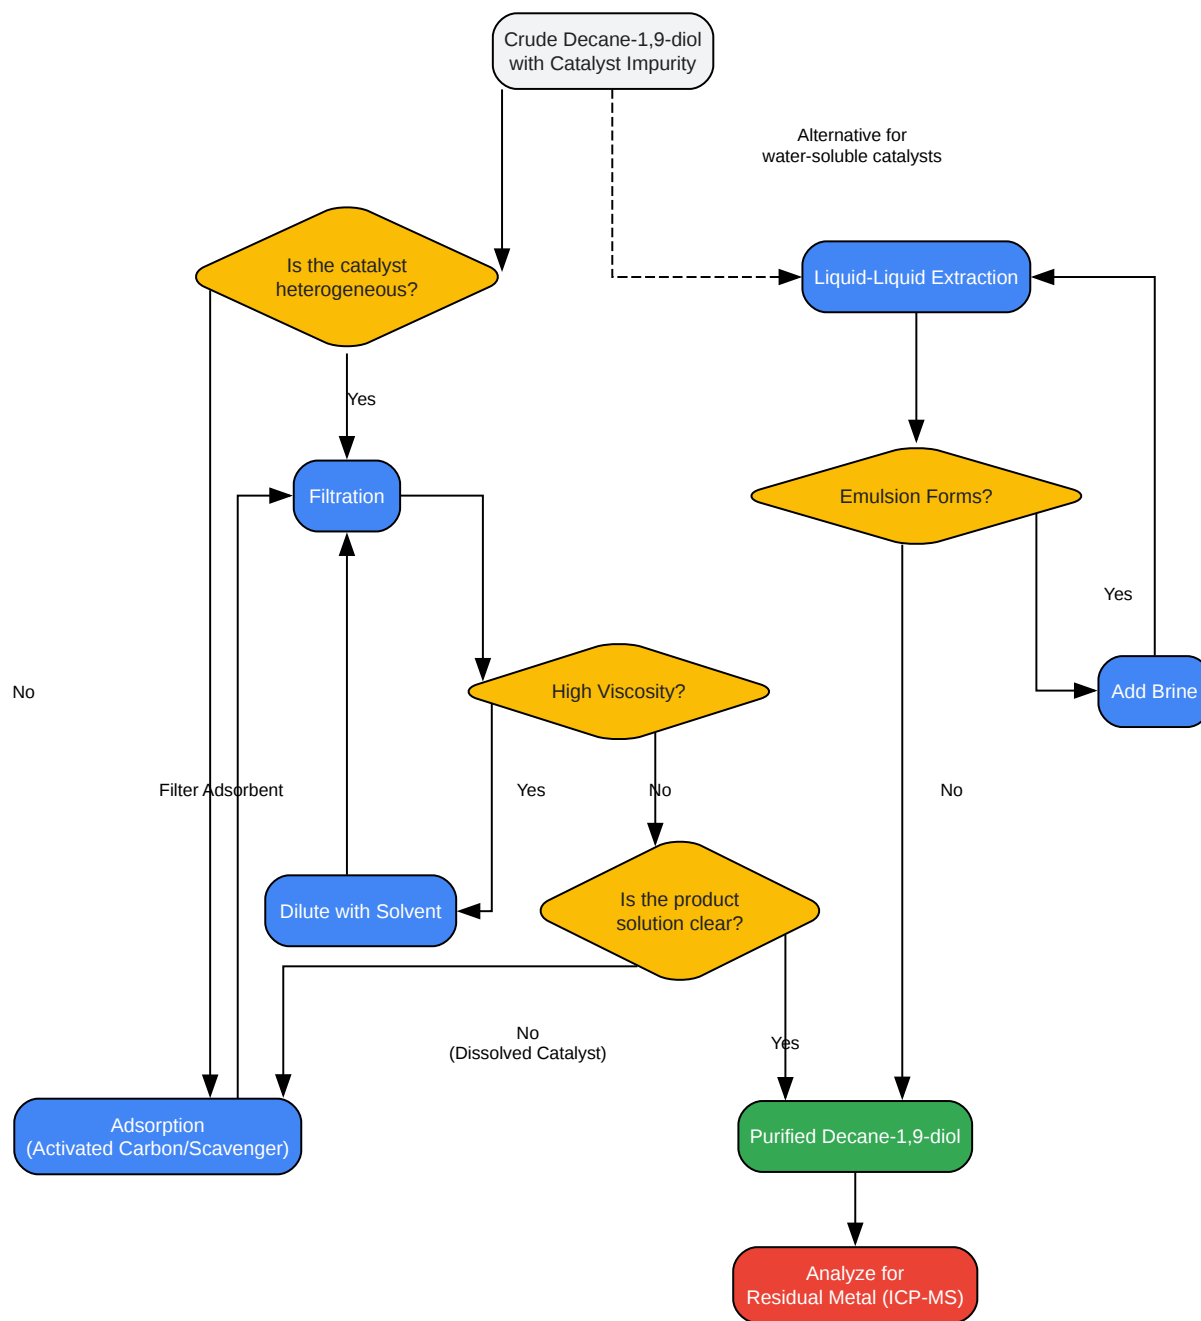 Crude Decane-1,9-diol
with Catalyst Impurity
Alternative for
water-soluble catalysts
Is the catalyst
heterogeneous?
Liquid-Liquid Extraction
Yes
Filtration
Emulsion Forms?
Yes
No
High Viscosity?
Add Brine
Filter Adsorbent
Yes
No
No
Dilute with Solvent
Is the product
solution clear?
No
(Dissolved Catalyst)
Yes
Adsorption
(Activated Carbon/Scavenger)
Purified Decane-1,9-diol
Analyze for
Residual Metal (ICP-MS)